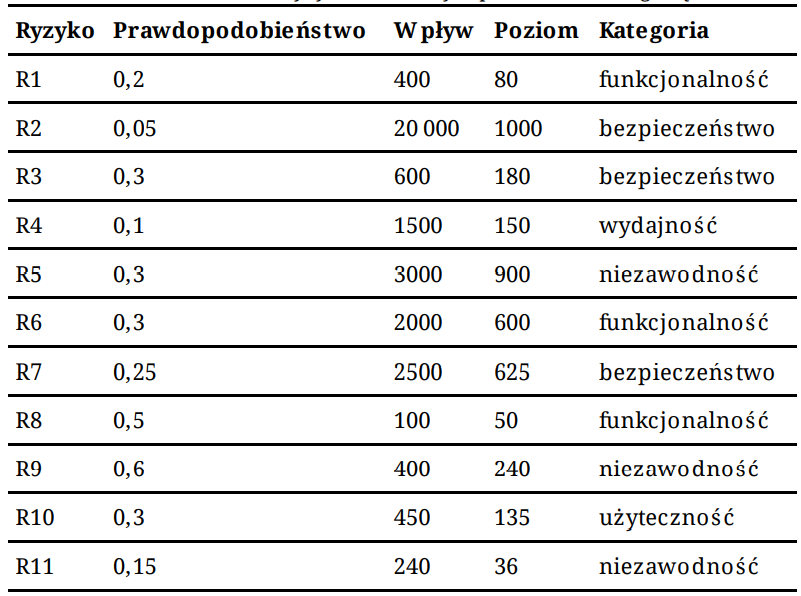 Ryzyko Prawdopodobieństwo Wpływ Poziom Kategoria
R1 0,2 400 80 funkcjonalność
R2 0,05 20 000 1000 bezpieczeństwo
R3 0,3 600 180 bezpieczeństwo
R4 0,1 1500 150 wydajność
R5 0,3 3000 900 niezawodność
R6 0,3 2000 600 funkcjonalność
R7 0,25 2500 625 bezpieczeństwo
R8 0,5 100 50 funkcjonalność
R9 0,6 400 240 niezawodność
R10 0,3 450 135 użyteczność
R11 0,15 240 36 niezawodność